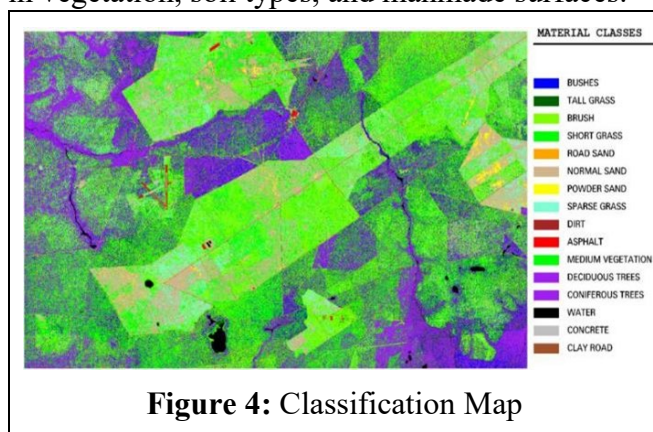 in vegetation, soil types, and manmade surfaces.
MATERIAL CLASSES
BUSHES
TALL GRASS
BRUSH
SHORT GRASS
ROAD SAND
NORMAL SAND
POWDER SAND
SPARSE GRASS
DIRT
ASPHALT
MEDIUM VEGETATION
DECIDUOUS TREES
CONIFEROUS TREES
WATER
CONCRETE
CLAY ROAD
Figure 4: Classification Map